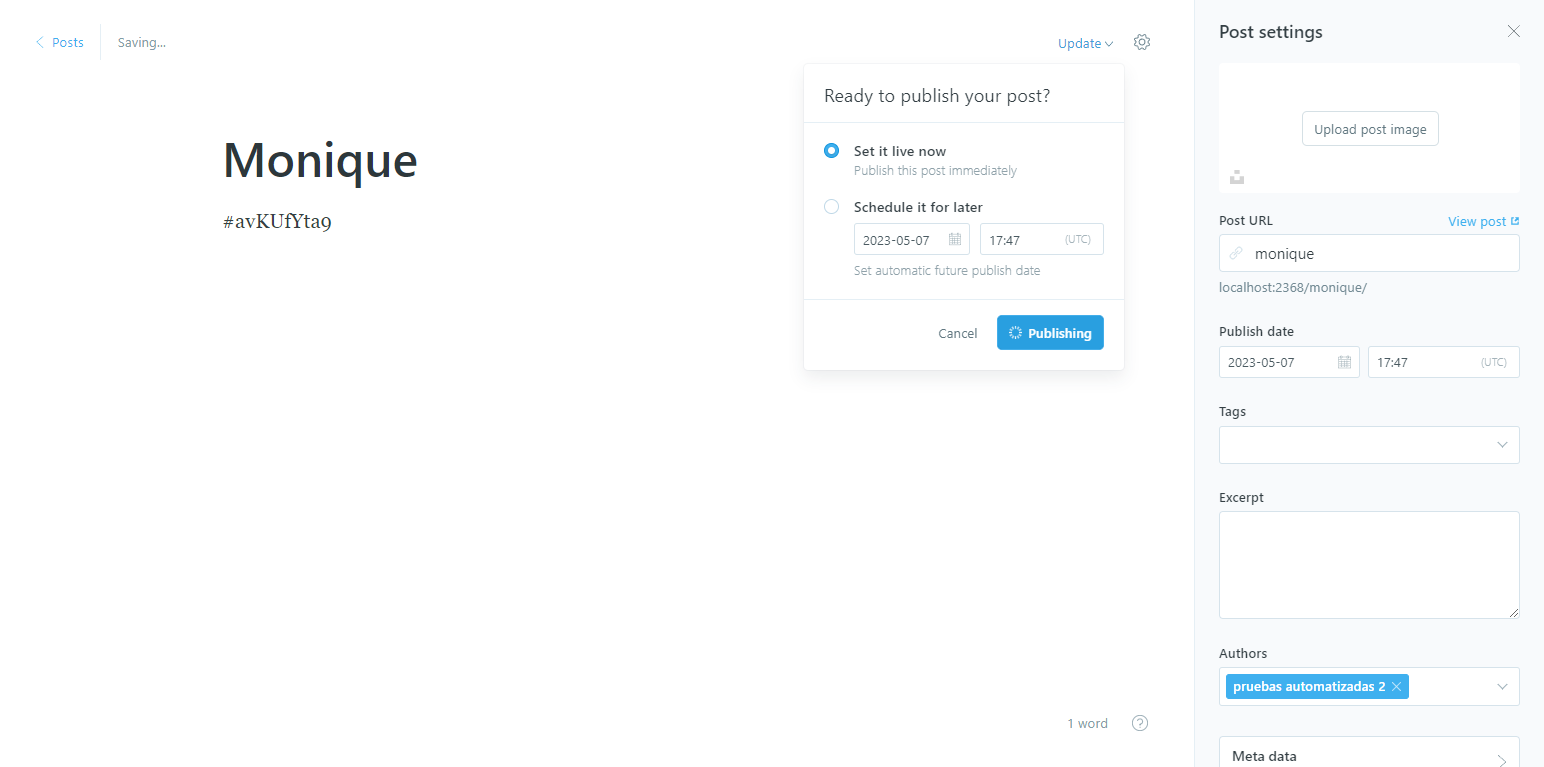 Posts
Saving...
Update
Ready to publish your post?
Set it live now
Publish this post immediately
Schedule it for later
2023-05-07
17:47
(UTC)
Set automatic future publish date
Cancel
Publishing
Monique
#avKUfYta9
1 word
?
Post settings
Upload post image
Post URL
View post
monique
localhost:2368/monique/
Publish date
2023-05-07
17:47
(UTC)
Tags
Excerpt
Authors
pruebas automatizadas 2
Meta data